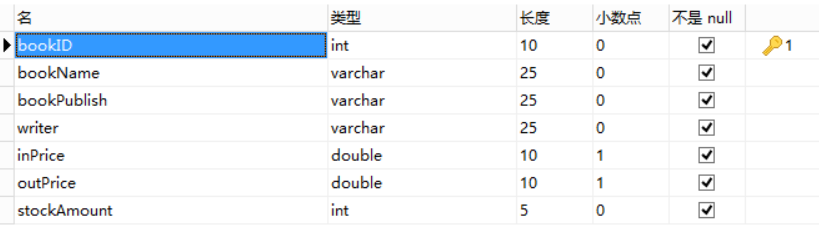 名 类型 长度 小数点 不是 null
bookID int 10 0 1
bookName varchar 25 0
bookPublish varchar 25 0
writer varchar 25 0
inPrice double 10 1
outPrice double 10 1
stockAmount int 5 0